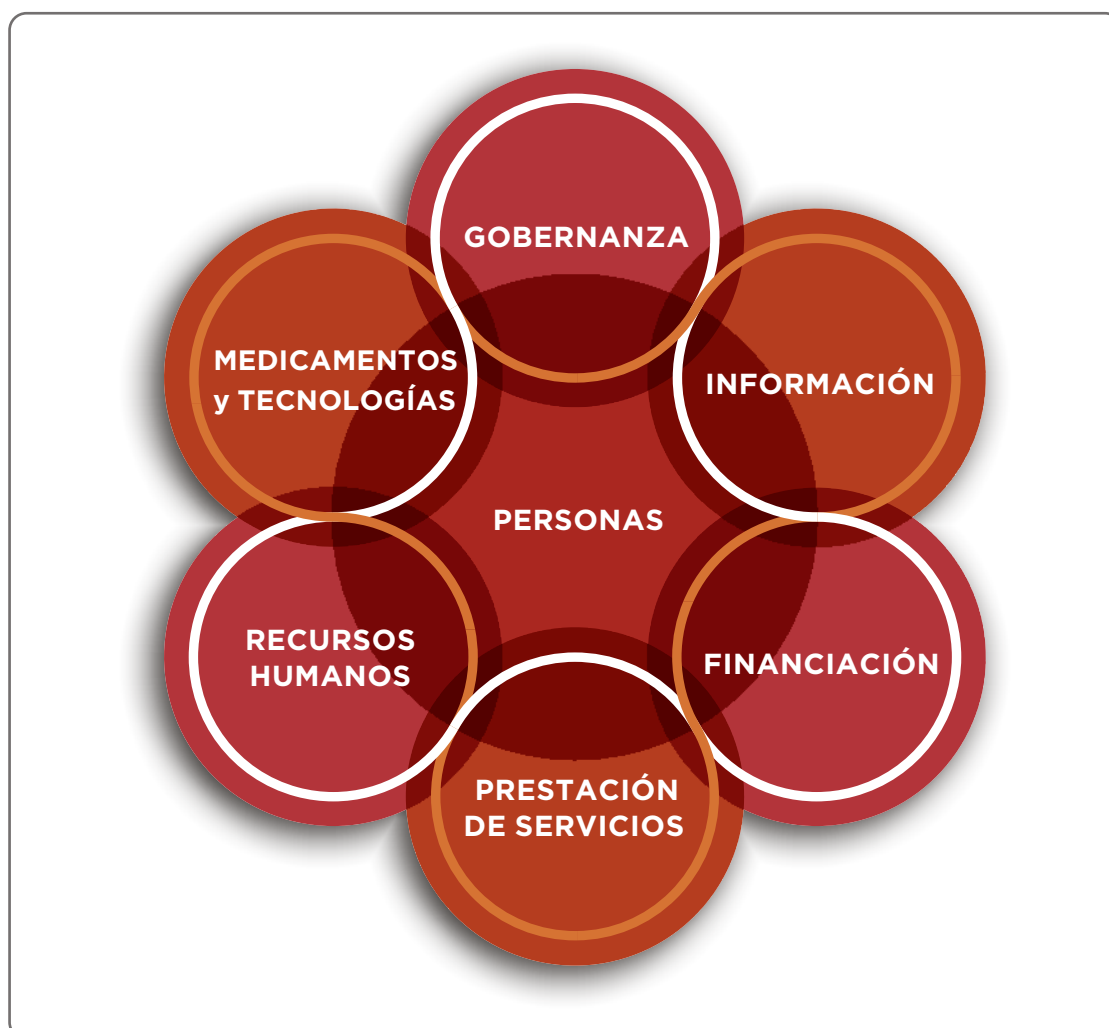 GOBERNANZA
MEDICAMENTOS
y TECNOLOGÍAS
INFORMACIÓN
PERSONAS
RECURSOS
HUMANOS
FINANCIACIÓN
PRESTACIÓN
DE SERVICIOS